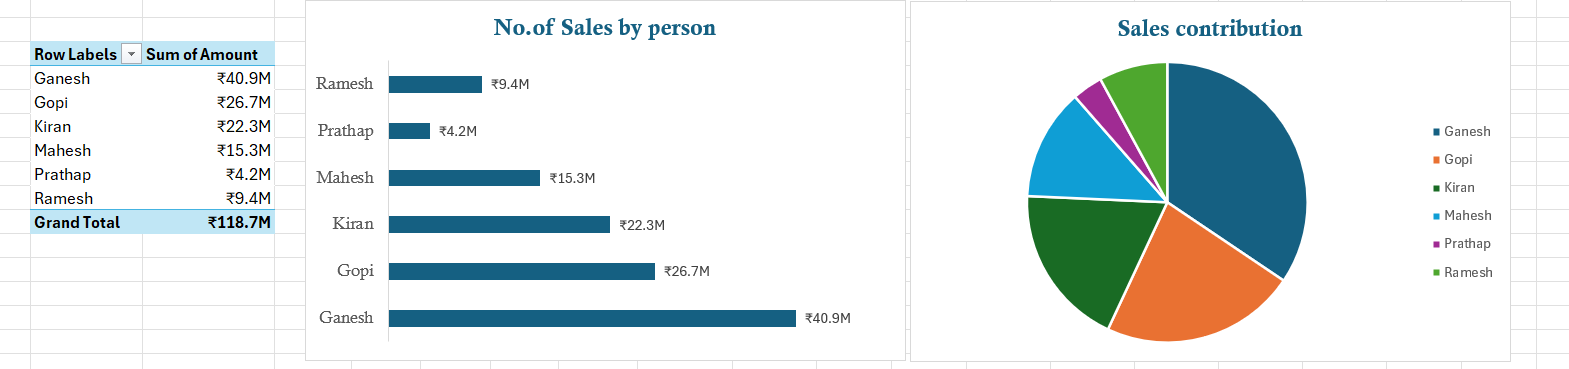 Row Labels Sum of Amount
Ganesh ₹40.9M
Gopi ₹26.7M
Kiran ₹22.3M
Mahesh ₹15.3M
Prathap ₹4.2M
Ramesh ₹9.4M
Grand Total ₹118.7M
No.of Sales by person
Ramesh ₹9.4M
Prathap ₹4.2M
Mahesh ₹15.3M
Kiran ₹22.3M
Gopi ₹26.7M
Ganesh ₹40.9M
Sales contribution
Ganesh
Gopi
Kiran
Mahesh
Prathap
Ramesh